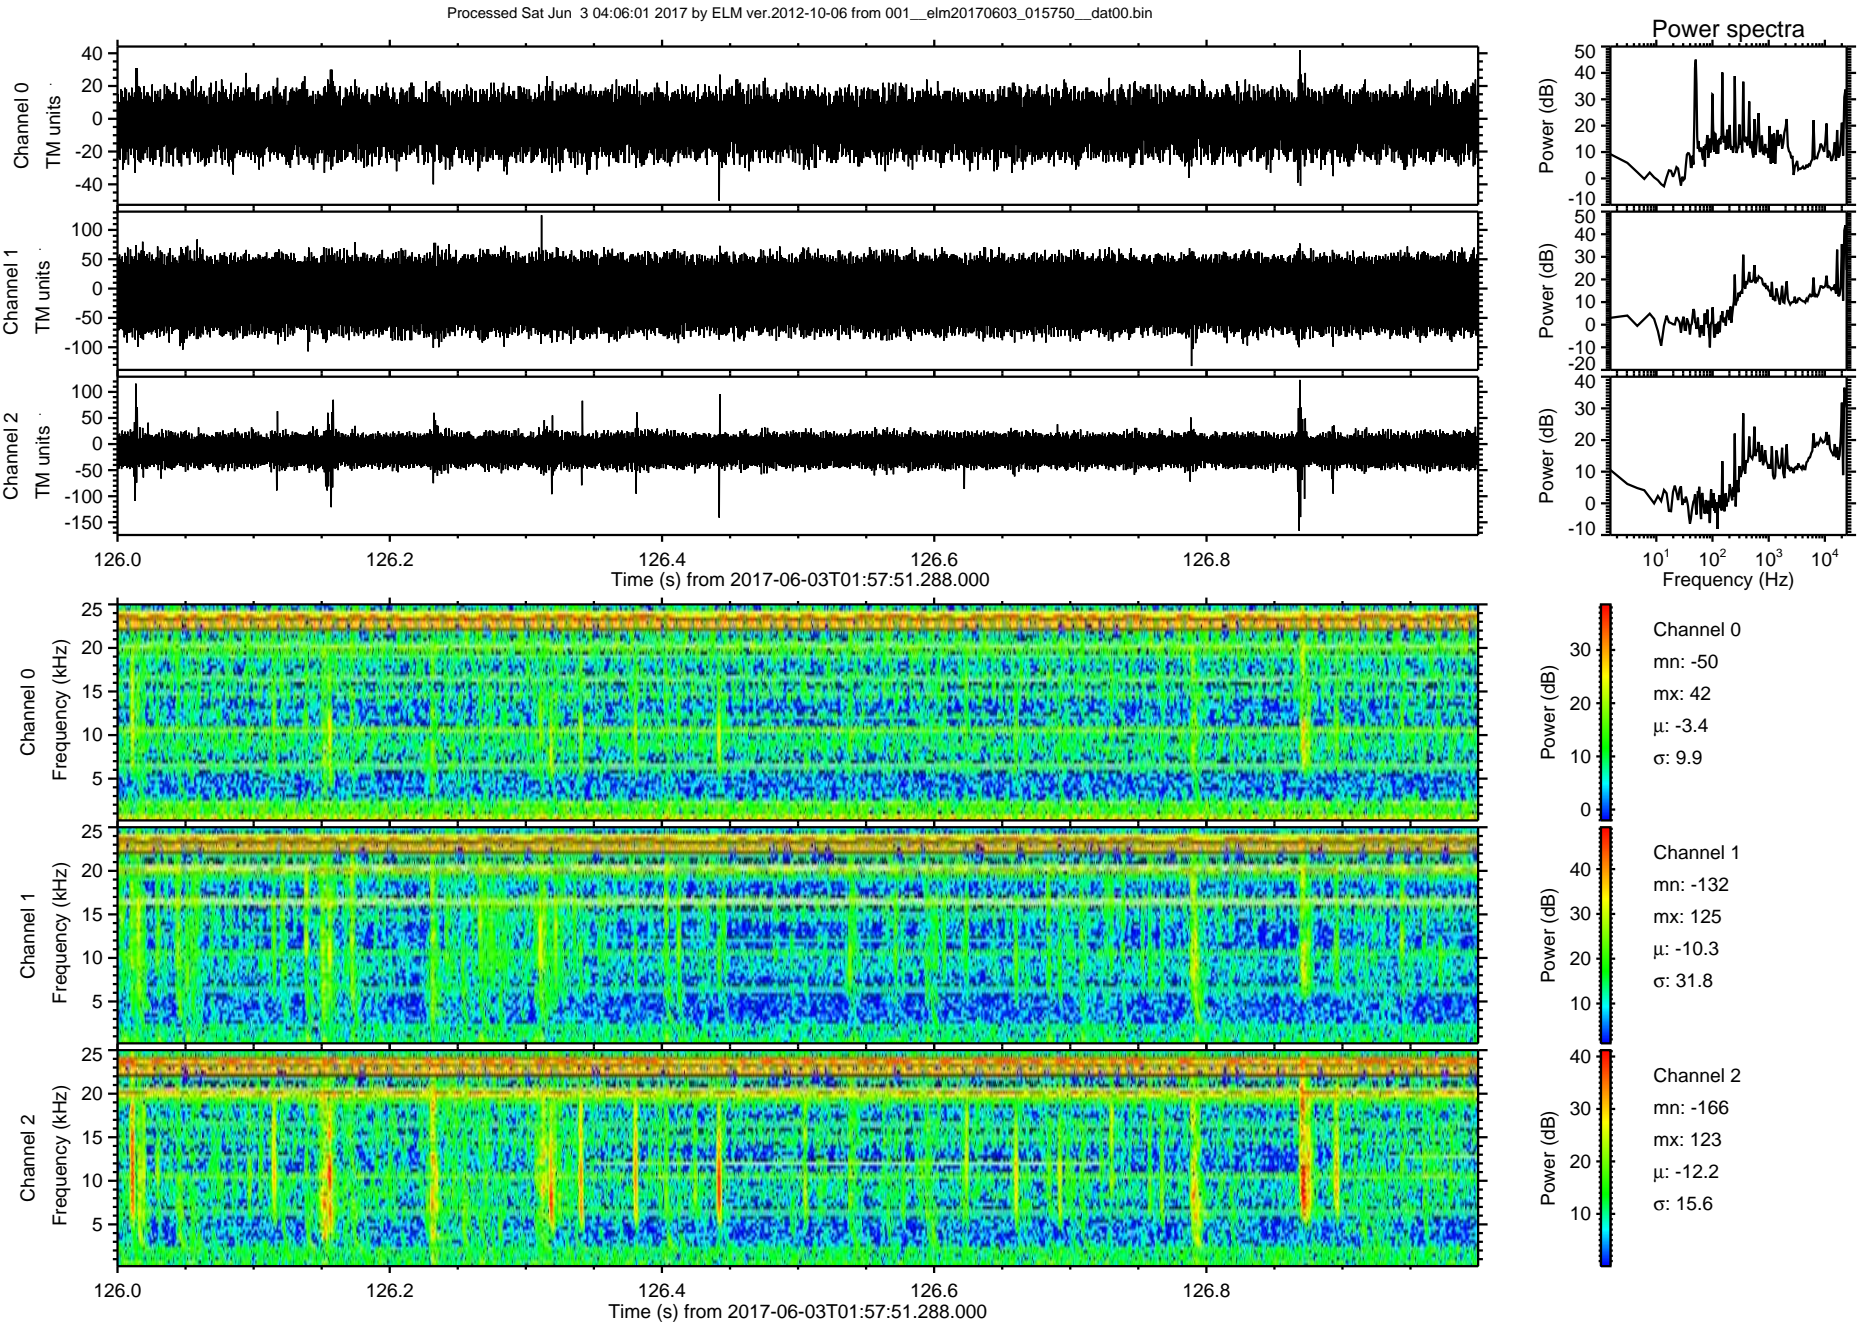 Processed Sat Jun  3 04:06:01 2017 by ELM ver.2012-10-06 from 001__elm20170603_015750__dat00.bin
Power spectra
Channel 0
TM units
40
20
0
-20
-40
Power (dB)
50
40
30
20
10
0
-10
Channel 1
TM units
100
50
0
-50
-100
Power (dB)
50
40
30
20
10
0
-10
-20
Channel 2
TM units
100
50
0
-50
-100
-150
Power (dB)
40
30
20
10
0
-10
126.0 126.2 126.4 126.6 126.8
Time (s) from 2017-06-03T01:57:51.288.000
10^1 10^2 10^3 10^4
Frequency (Hz)
Channel 0
Frequency (kHz)
25
20
15
10
5
Power (dB)
30
20
10
0
Channel 0
mn: -50
mx: 42
μ: -3.4
σ: 9.9
Channel 1
Frequency (kHz)
25
20
15
10
5
Power (dB)
40
30
20
10
Channel 1
mn: -132
mx: 125
μ: -10.3
σ: 31.8
Channel 2
Frequency (kHz)
25
20
15
10
5
Power (dB)
40
30
20
10
Channel 2
mn: -166
mx: 123
μ: -12.2
σ: 15.6
126.0 126.2 126.4 126.6 126.8
Time (s) from 2017-06-03T01:57:51.288.000